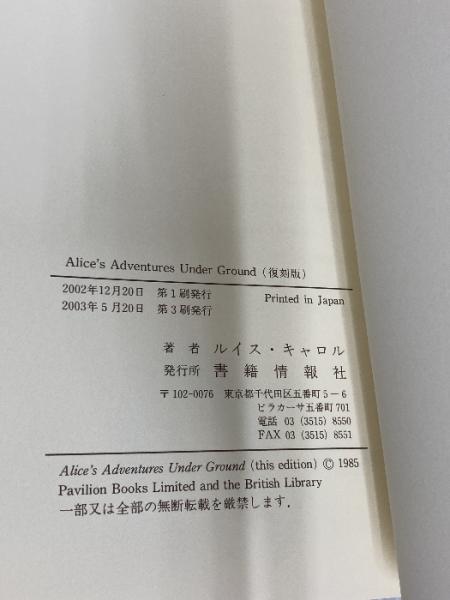 Alice's Adventures Under Ground (復刻版)
2002年12月20日 第1刷発行 Printed in Japan
2003年5月20日 第3刷発行
著者 ルイス・キャロル
発行所 書籍情報社
〒102-0076 東京都千代田区五番町5−6
ビラカーサ五番町701
電話 03 (3515) 8550
FAX 03 (3515) 8551
Alice's Adventures Under Ground (this edition) © 1985
Pavilion Books Limited and the British Library
一部又は全部の無断転載を厳禁します.